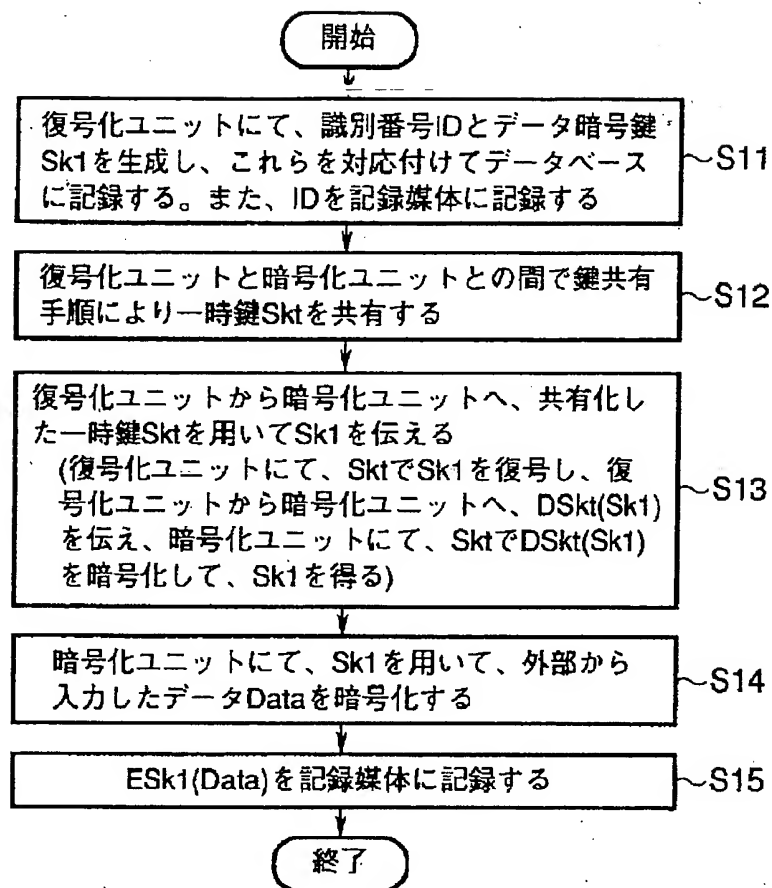 開始
復号化ユニットにて、識別番号IDとデータ暗号鍵
Sk1を生成し、これらを対応付けてデータベース
に記録する。また、IDを記録媒体に記録する
S11
復号化ユニットと暗号化ユニットとの間で鍵共有
手順により一時鍵Sktを共有する
S12
復号化ユニットから暗号化ユニットへ、共有化し
た一時鍵Sktを用いてSk1を伝える
(復号化ユニットにて、SktでSk1を復号し、復
号化ユニットから暗号化ユニットへ、DSkt(Sk1)
を伝え、暗号化ユニットにて、SktでDSkt(Sk1)
を暗号化して、Sk1を得る)
S13
暗号化ユニットにて、Sk1を用いて、外部から
入力したデータDataを暗号化する
S14
ESk1(Data)を記録媒体に記録する
S15
終了